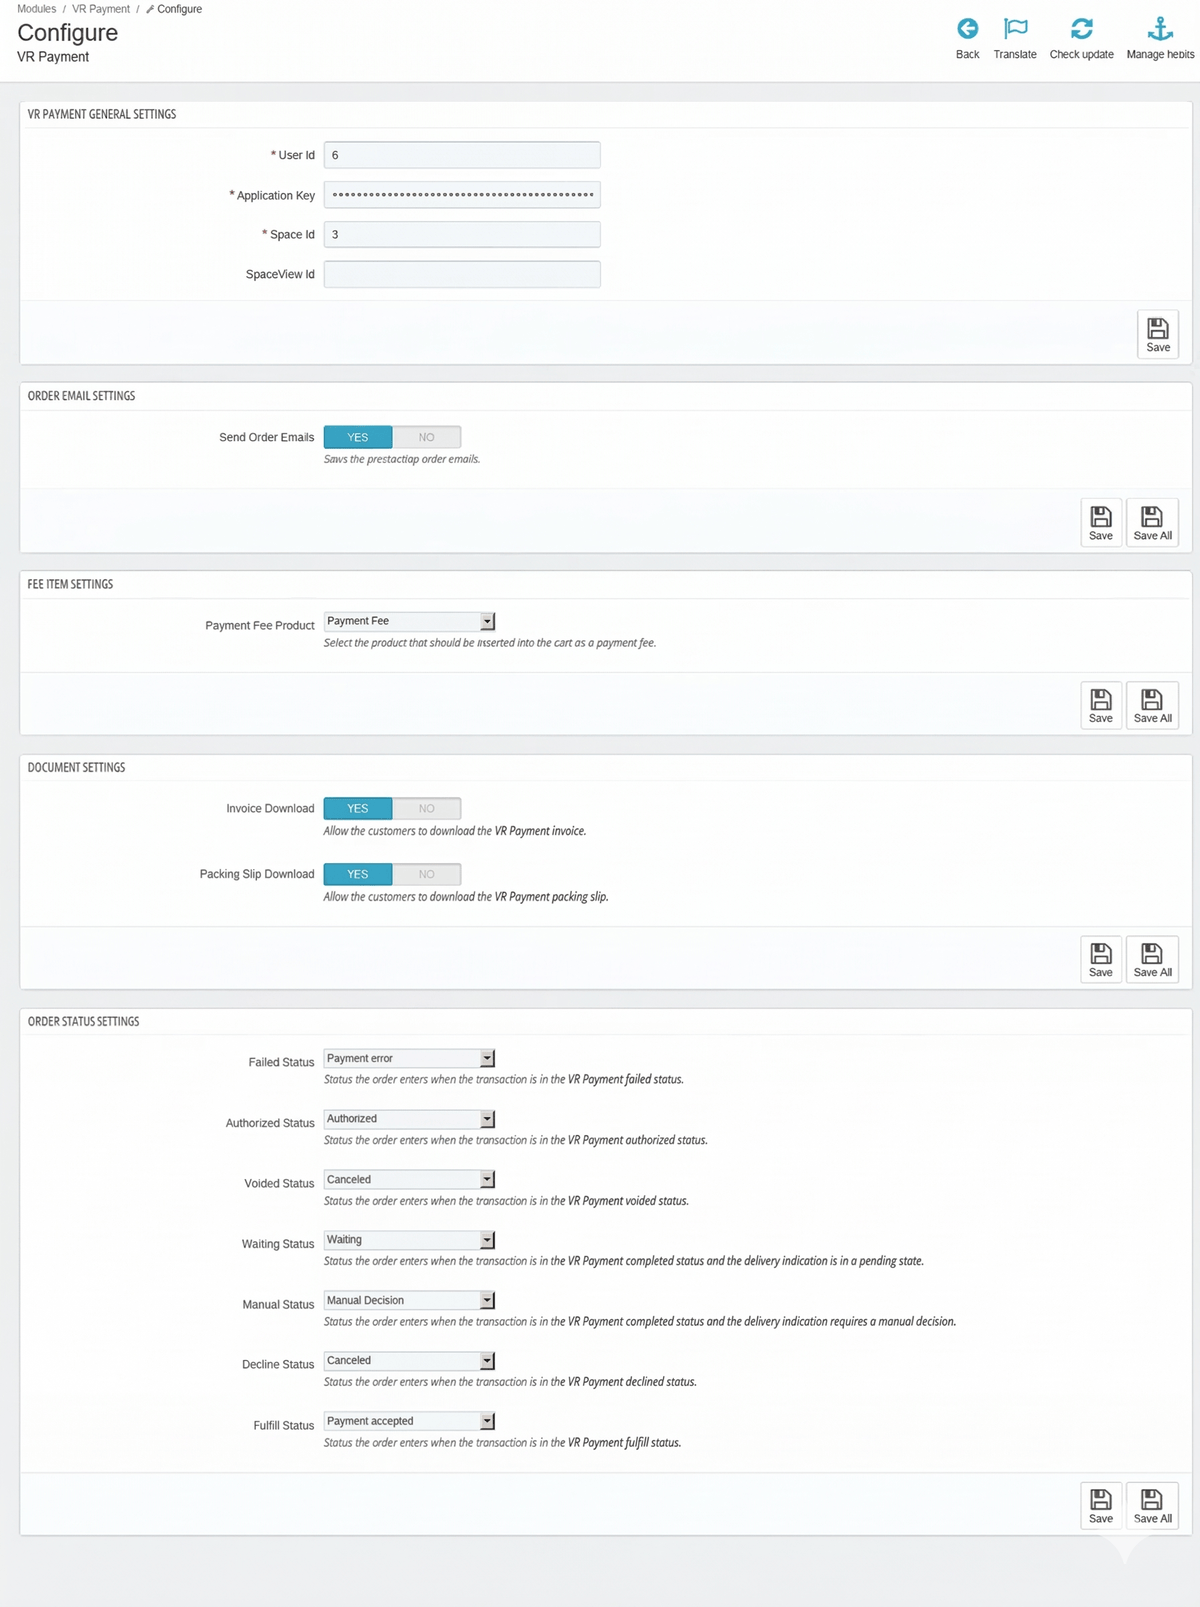 Modules / VR Payment / Configure
Configure
VR Payment
Back
Translate
Check update
Manage hebits
VR PAYMENT GENERAL SETTINGS
* User Id 6
* Application Key
* Space Id 3
SpaceView Id
Save
ORDER EMAIL SETTINGS
Send Order Emails YES NO
Saws the prestactiap order emails.
Save Save All
FEE ITEM SETTINGS
Payment Fee Product Payment Fee
Select the product that should be inserted into the cart as a payment fee.
Save Save All
DOCUMENT SETTINGS
Invoice Download YES NO
Allow the customers to download the VR Payment invoice.
Packing Slip Download YES NO
Allow the customers to download the VR Payment packing slip.
Save Save All
ORDER STATUS SETTINGS
Failed Status Payment error
Status the order enters when the transaction is in the VR Payment failed status.
Authorized Status Authorized
Status the order enters when the transaction is in the VR Payment authorized status.
Voided Status Canceled
Status the order enters when the transaction is in the VR Payment voided status.
Waiting Status Waiting
Status the order enters when the transaction is in the VR Payment completed status and the delivery indication is in a pending state.
Manual Status Manual Decision
Status the order enters when the transaction is in the VR Payment completed status and the delivery indication requires a manual decision.
Decline Status Canceled
Status the order enters when the transaction is in the VR Payment declined status.
Fulfill Status Payment accepted
Status the order enters when the transaction is in the VR Payment fulfill status.
Save Save All